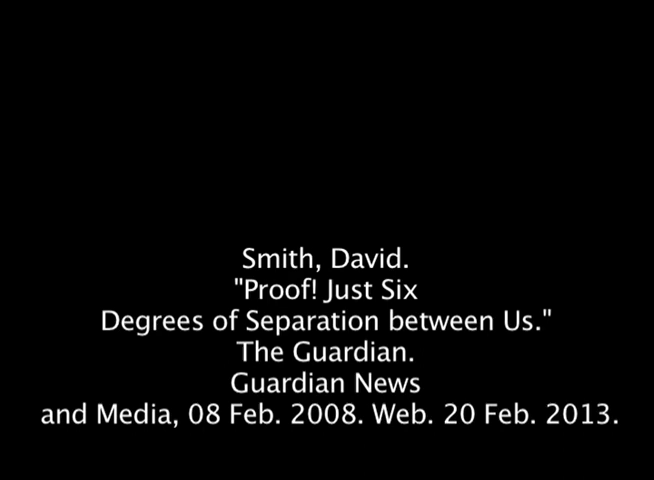 Smith, David.
"Proof! Just Six
Degrees of Separation between Us."
The Guardian.
Guardian News
and Media, 08 Feb. 2008. Web. 20 Feb. 2013.